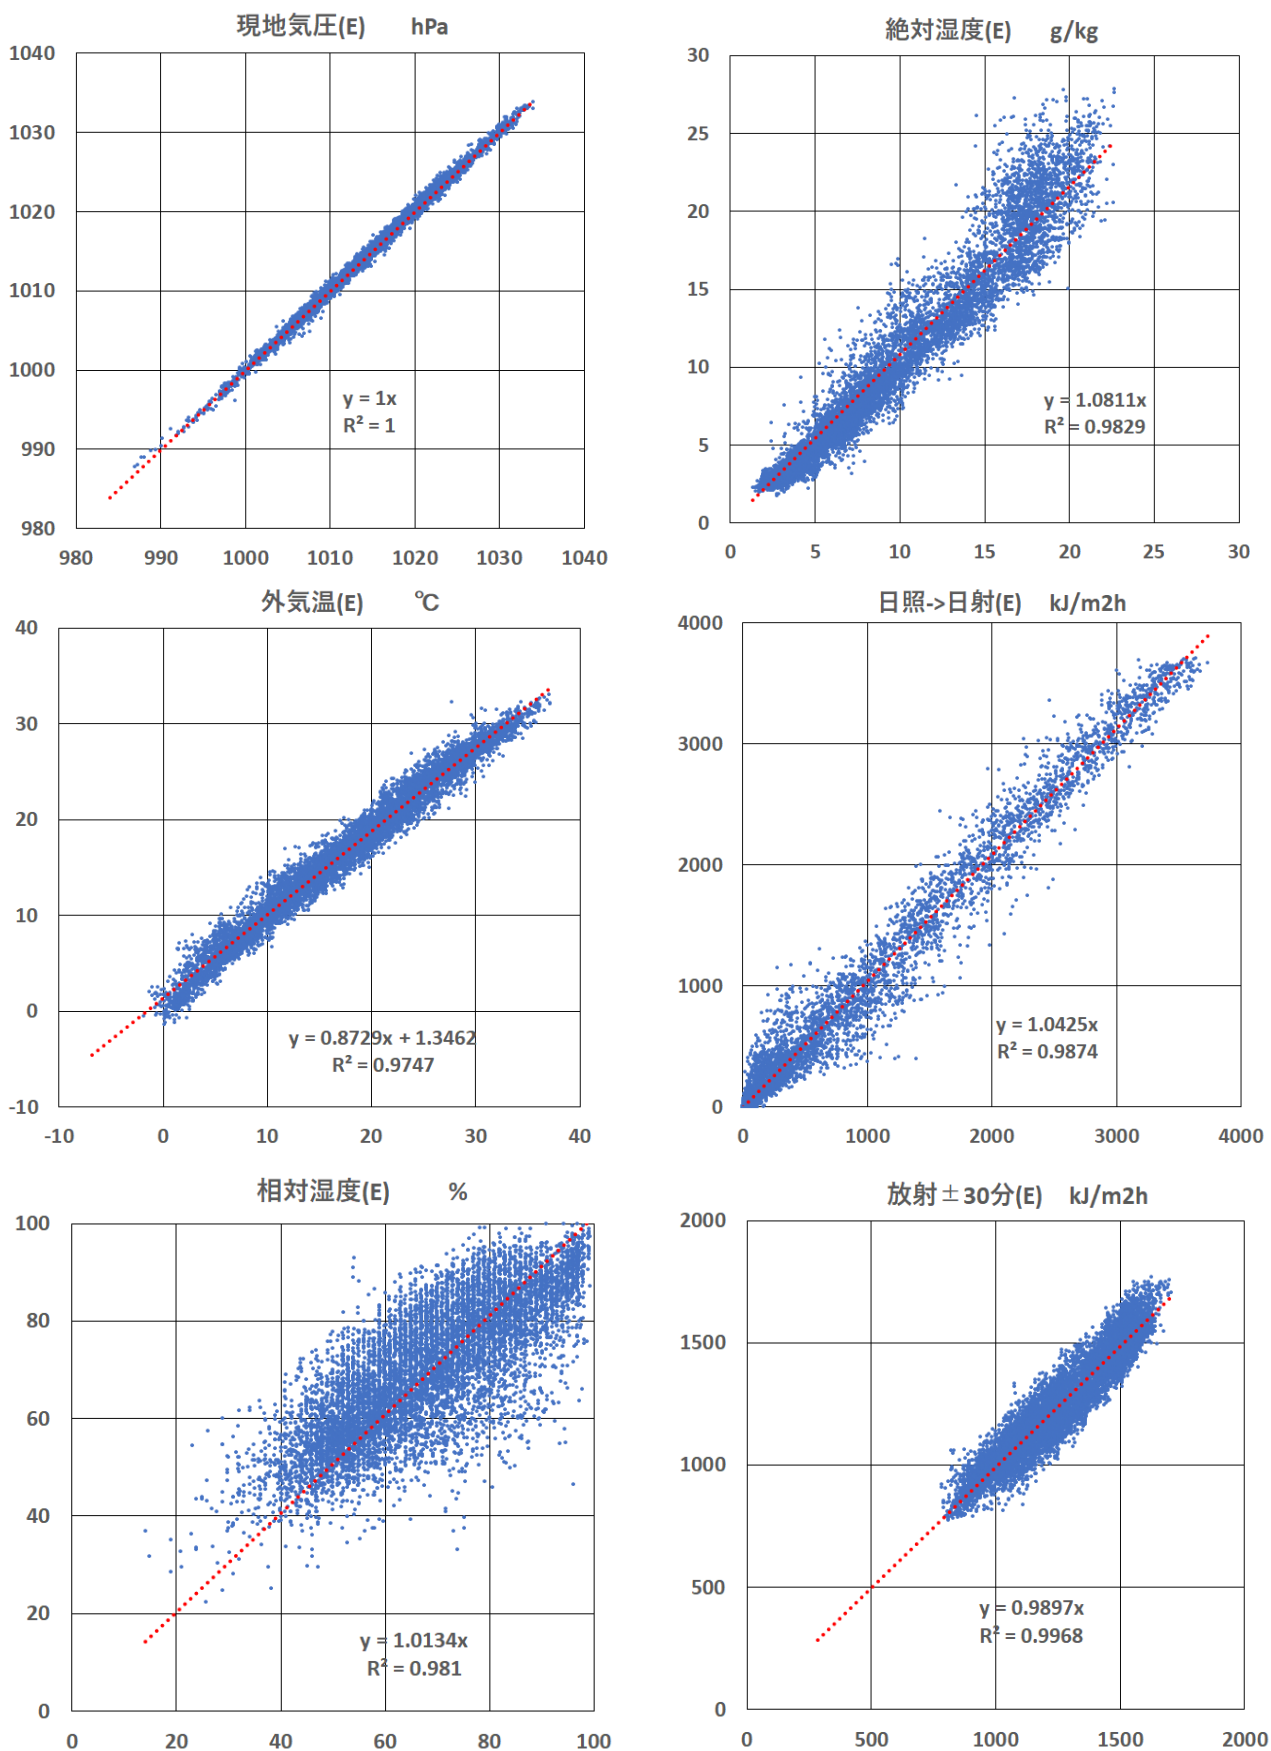 現地気圧(E) hPa
1040
1030
1020
1010
1000
990
980
980 990 1000 1010 1020 1030 1040
y = 1x
R² = 1
絶対湿度(E) g/kg
30
25
20
15
10
5
0
0 5 10 15 20 25 30
y = 1.0811x
R² = 0.9829
外気温(E) ℃
40
30
20
10
0
-10
-10 0 10 20 30 40
y = 0.8729x + 1.3462
R² = 0.9747
日照->日射(E) kJ/m2h
4000
3000
2000
1000
0
0 1000 2000 3000 4000
y = 1.0425x
R² = 0.9874
相対湿度(E) %
100
80
60
40
20
0
0 20 40 60 80 100
y = 1.0134x
R² = 0.981
放射±30分(E) kJ/m2h
2000
1500
1000
500
0
0 500 1000 1500 2000
y = 0.9897x
R² = 0.9968